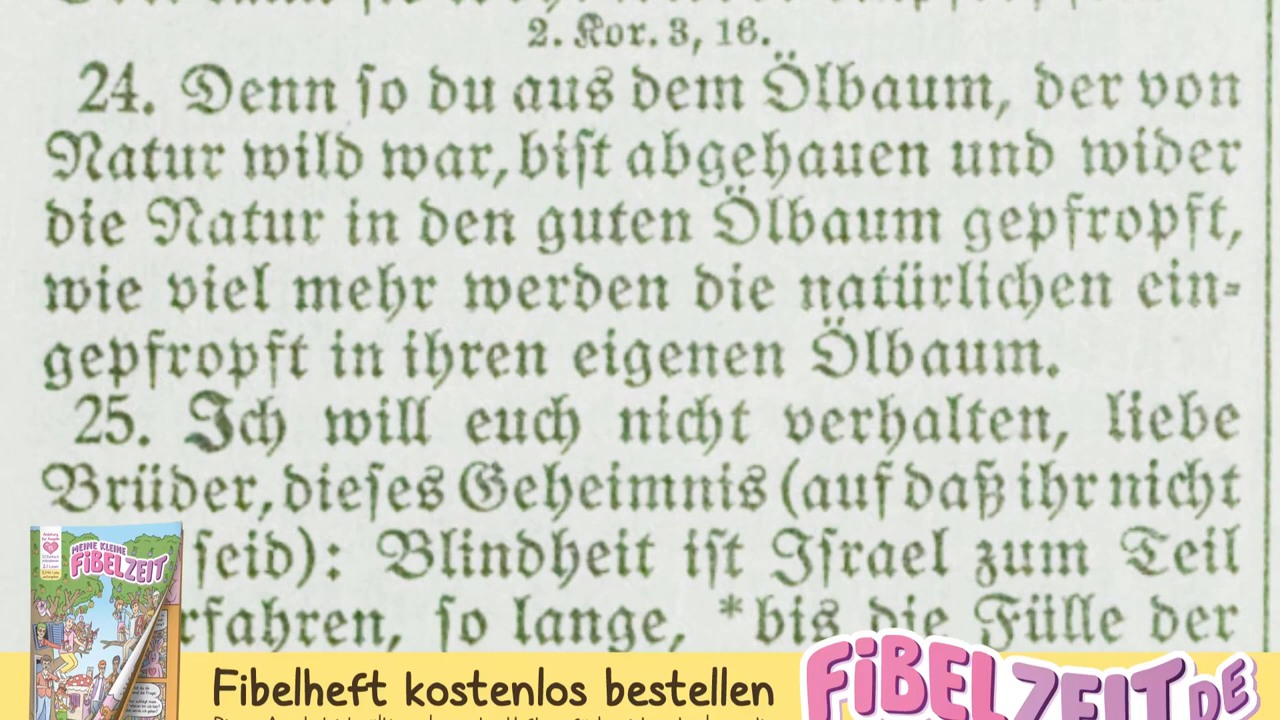 2. Kor. 3, 16.
24. Denn so du aus dem Ölbaum, der von
Natur wild war, bist abgehauen und wider
die Natur in den guten Ölbaum gepfropft,
wie viel mehr werden die natürlichen ein-
gepfropft in ihren eigenen Ölbaum.
25. Ich will euch nicht verhalten, liebe
Brüder, dieses Geheimnis (auf daß ihr nicht
seid): Blindheit ist Israel zum Teil
rfahren, so lange, *bis die Fülle der
MEINE KLEINE
FiBELZEIT
Fibelheft kostenlos bestellen
FiBELZEIT.DE